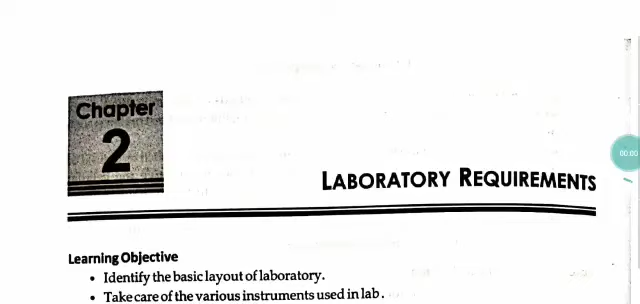 Chapter
2
LABORATORY REQUIREMENTS
00:00
Learning Objective
• Identify the basic layout of laboratory.
• Take care of the various instruments used in lab.